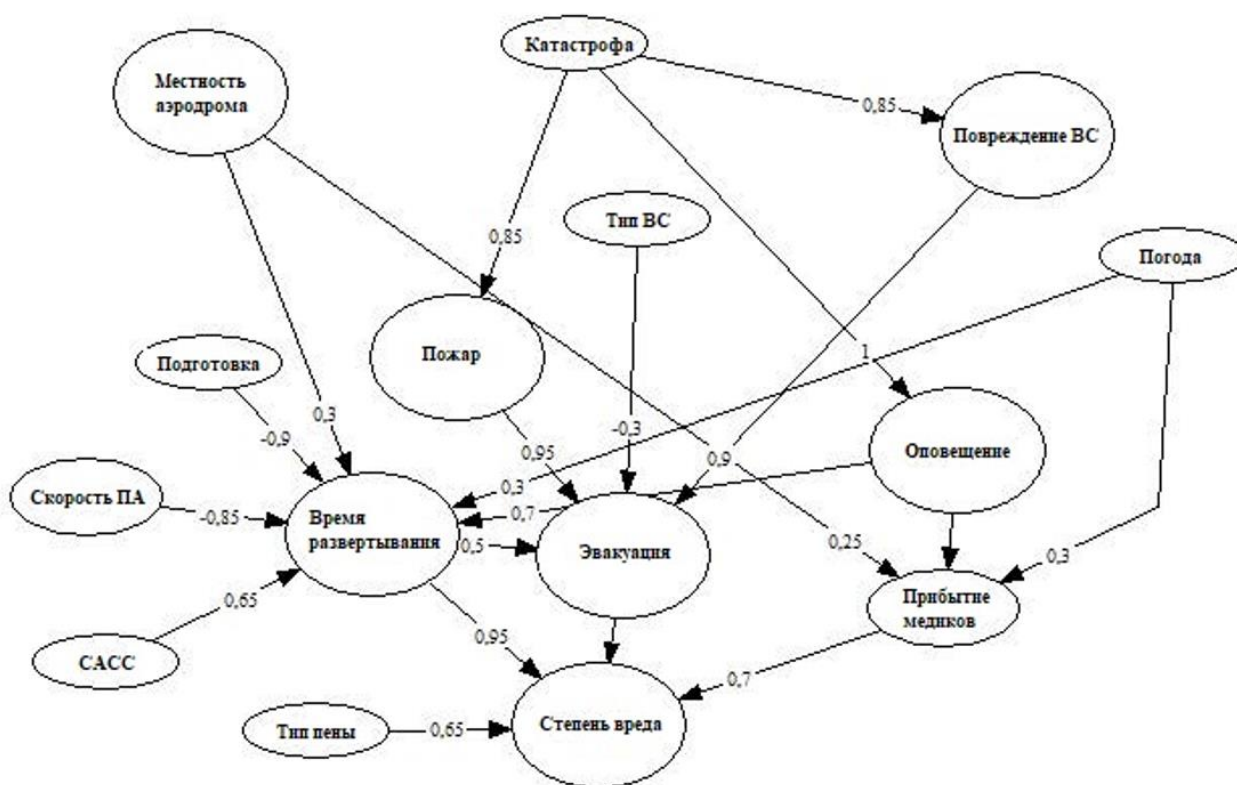 Катастрофа
Местность
аэродрома
0,85
Повреждение ВС
Тип ВС
0,85
Погода
Подготовка
Пожар
1
0,3
-0,3
-0,9
0,95
0,9
Оповещение
Скорость ПА
0,3
-0,85
Время
развертывания
0,7
0,5
Эвакуация
0,25
0,3
0,65
Прибытие
медиков
0,95
САСС
0,7
Тип пены
0,65
Степень вреда